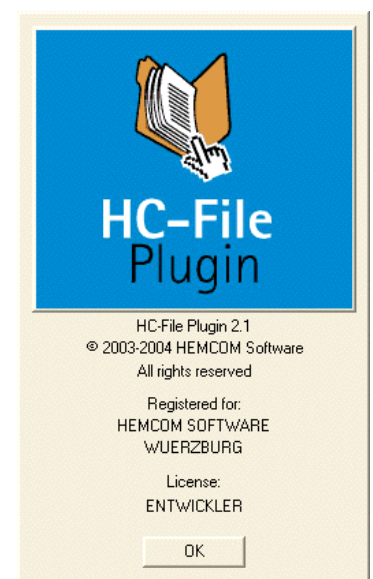 HC-File
Plugin
HC-File Plugin 2.1
© 2003-2004 HEMCOM Software
All rights reserved
Registered for:
HEMCOM SOFTWARE
WUERZBURG
License:
ENTWICKLER
OK